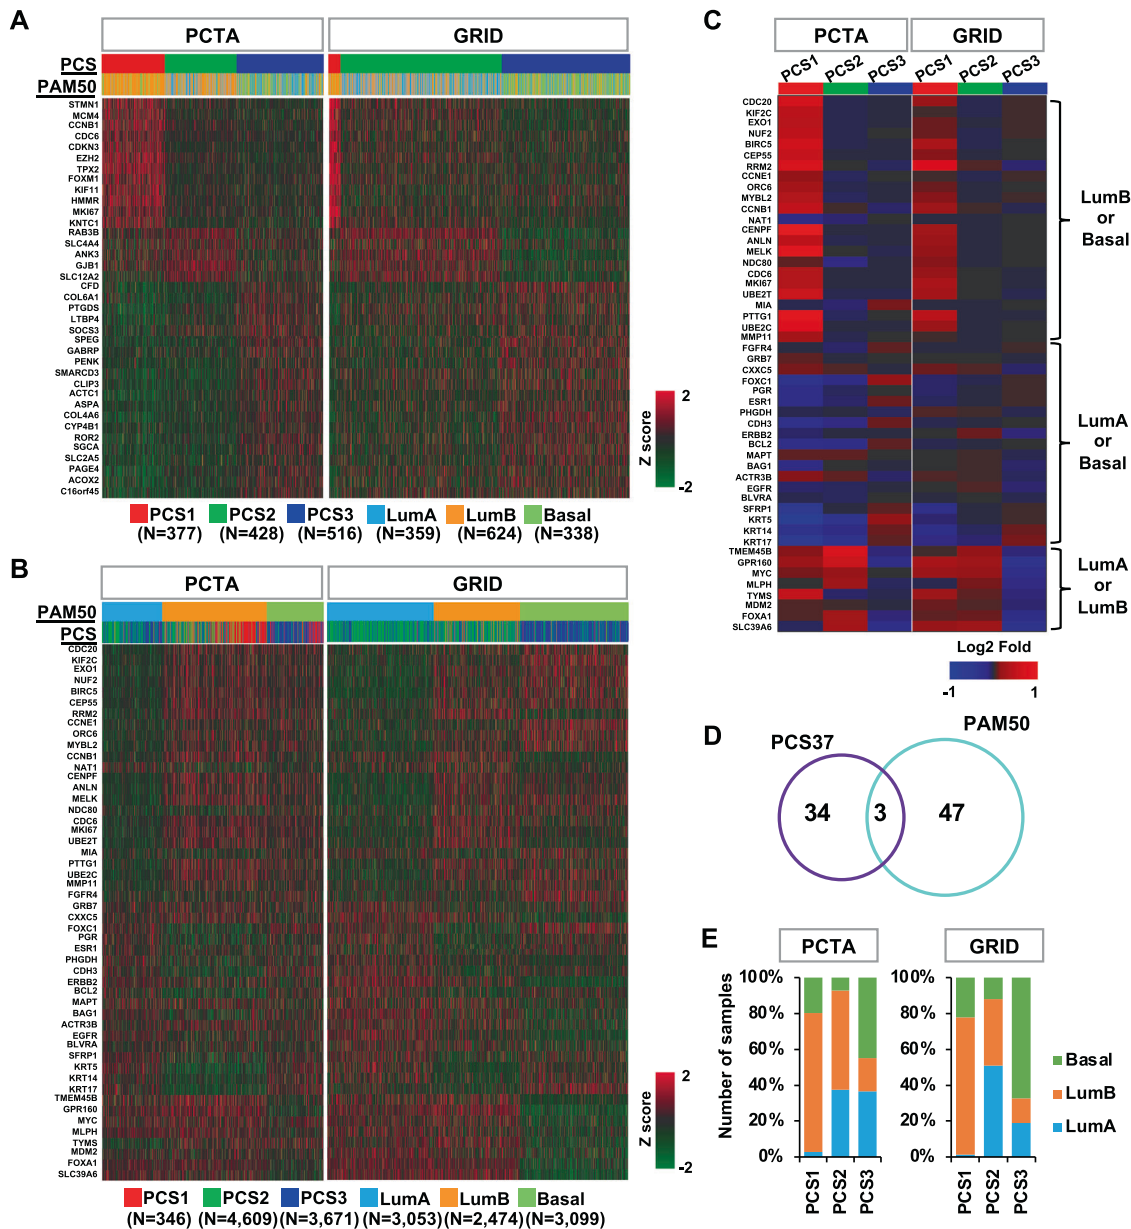 A
PCTA
GRID
PCS
PAM50
STMN1
MCM4
CCNB1
CDC6
CDKN3
EZH2
TPX2
FOXM1
KIF11
HMMR
MKI67
KNTC1
RAB3B
SLC4A4
ANK3
GJB1
SLC12A2
CFD
COL6A1
PTGDS
LTBP4
SOCS3
SPEG
GABRP
PENK
SMARCD3
CLIP3
ACTC1
ASPA
COL4A6
CYP4B1
ROR2
SGCA
SLC2A5
PAGE4
ACOX2
C16orf45
Z score
2
-2
PCS1 PCS2 PCS3 LumA LumB Basal
(N=377) (N=428) (N=516) (N=359) (N=624) (N=338)
B
PCTA
GRID
PAM50
PCS
CDC20
KIF2C
EXO1
NUF2
BIRC5
CEP55
RRM2
CCNE1
ORC6
MYBL2
CCNB1
NAT1
CENPF
ANLN
MELK
NDC80
CDC6
MKI67
UBE2T
MIA
PTTG1
UBE2C
MMP11
FGFR4
GRB7
CXXC5
FOXC1
PGR
ESR1
PHGDH
CDH3
ERBB2
BCL2
MAPT
BAG1
ACTR3B
EGFR
BLVRA
SFRP1
KRT5
KRT14
KRT17
TMEM45B
GPR160
MYC
MLPH
TYMS
MDM2
FOXA1
SLC39A6
Z score
2
-2
PCS1 PCS2 PCS3 LumA LumB Basal
(N=346) (N=4,609) (N=3,671) (N=3,053) (N=2,474) (N=3,099)
C
PCTA
GRID
PCS1 PCS2 PCS3 PCS1 PCS2 PCS3
CDC20
KIF2C
EXO1
NUF2
BIRC5
CEP55
RRM2
CCNE1
ORC6
MYBL2
CCNB1
NAT1
CENPF
ANLN
MELK
NDC80
CDC6
MKI67
UBE2T
MIA
PTTG1
UBE2C
MMP11
FGFR4
GRB7
CXXC5
FOXC1
PGR
ESR1
PHGDH
CDH3
ERBB2
BCL2
MAPT
BAG1
ACTR3B
EGFR
BLVRA
SFRP1
KRT5
KRT14
KRT17
TMEM45B
GPR160
MYC
MLPH
TYMS
MDM2
FOXA1
SLC39A6
LumB
or
Basal
LumA
or
Basal
LumA
or
LumB
Log2 Fold
-1 1
D
PCS37
PAM50
34 3 47
E
PCTA
GRID
Number of samples
100%
80%
60%
40%
20%
0%
PCS1
PCS2
PCS3
100%
80%
60%
40%
20%
0%
PCS1
PCS2
PCS3
Basal
LumB
LumA